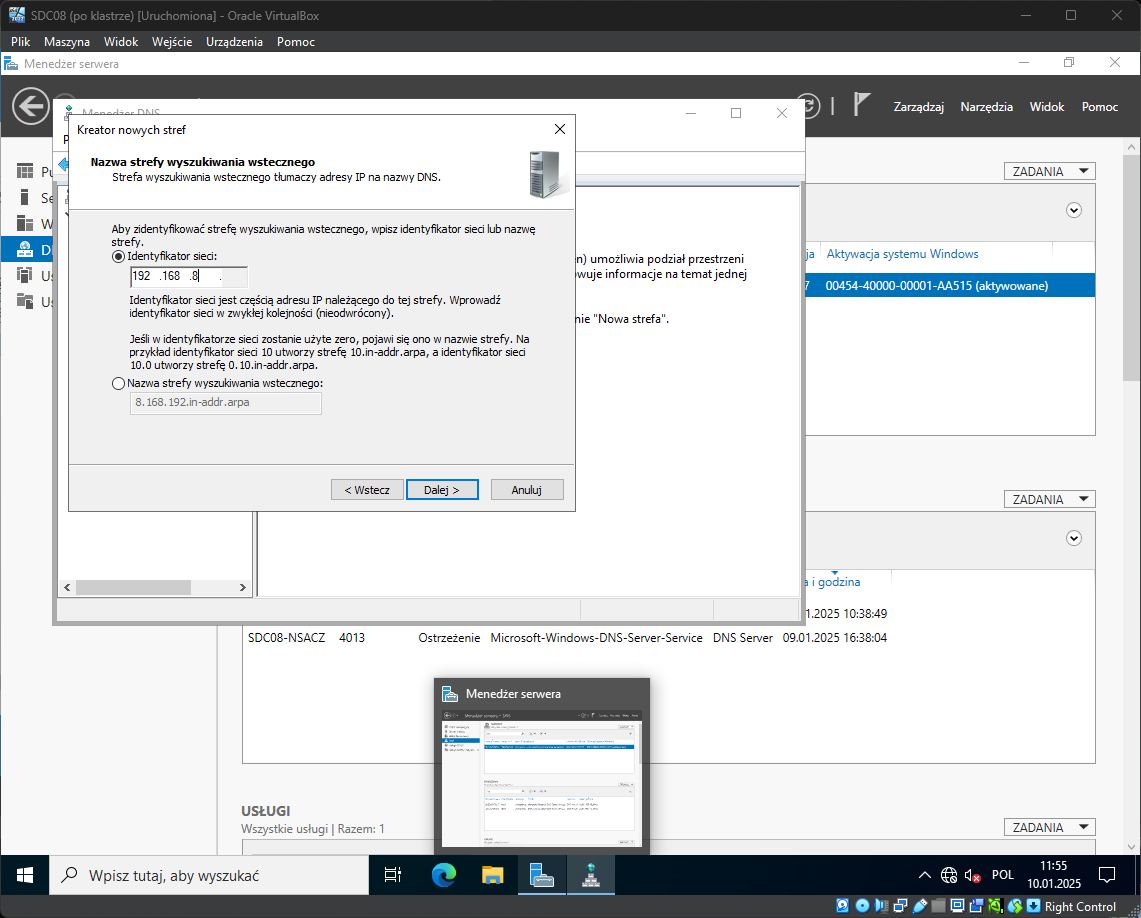 SDC08 (po klastrze) [Uruchomiona] - Oracle VirtualBox
Plik Maszyna Widok Wejście Urządzenia Pomoc
Menedżer serwera
Zarządzaj Narzędzia Widok Pomoc
Menedżer DNS
Kreator nowych stref
Nazwa strefy wyszukiwania wstecznego
Strefa wyszukiwania wstecznego tłumaczy adresy IP na nazwy DNS.
Aby zidentyfikować strefę wyszukiwania wstecznego, wpisz identyfikator sieci lub nazwę
strefy.
Identyfikator sieci:
192 .168 .8 .
Identyfikator sieci jest częścią adresu IP należącego do tej strefy. Wprowadź
identyfikator sieci w zwykłej kolejności (nieodwrócony).
Jeśli w identyfikatorze sieci zostanie użyte zero, pojawi się ono w nazwie strefy. Na
przykład identyfikator sieci 10 utworzy strefę 10.in-addr.arpa, a identyfikator sieci
10.0 utworzy strefę 0.10.in-addr.arpa.
Nazwa strefy wyszukiwania wstecznego:
8.168.192.in-addr.arpa
< Wstecz Dalej > Anuluj
n) umożliwia podział przestrzeni
wuje informacje na temat jednej
nie "Nowa strefa".
ZADANIA
ja Aktywacja systemu Windows
7 00454-40000-00001-AA515 (aktywowane)
ZADANIA
a i godzina
1.2025 10:38:49
SDC08-NSACZ 4013 Ostrzeżenie Microsoft-Windows-DNS-Server-Service DNS Server 09.01.2025 16:38:04
Menedżer serwera
USŁUGI
Wszystkie usługi | Razem: 1
ZADANIA
Wpisz tutaj, aby wyszukać
POL
11:55
10.01.2025
Right Control